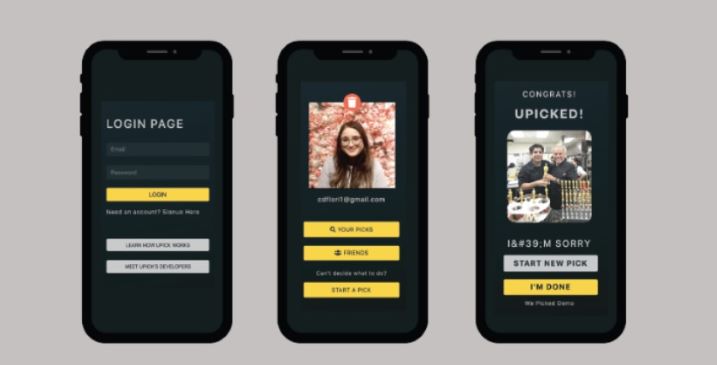 LOGIN PAGE
Email
Password
LOGIN
Need an account? Signup Here
LEARN HOW UPICK WORKS
MEET UPICK'S DEVELOPERS
cdflori1@gmail.com
YOUR PICKS
FRIENDS
Can't decide what to do?
START A PICK
CONGRATS!
UPICKED!
I&#39;M SORRY
START NEW PICK
I'M DONE
We Picked Demo